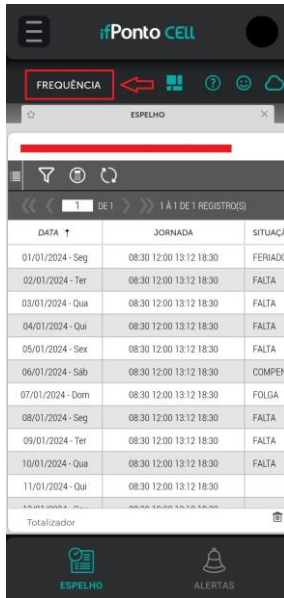 ifPonto CELL
FREQUÊNCIA
ESPELHO
1 DE 1 1 À 1 DE 1 REGISTRO(S)
DATA JORNADA SITUAÇÃ
01/01/2024 - Seg 08:30 12:00 13:12 18:30 FERIADO
02/01/2024 - Ter 08:30 12:00 13:12 18:30 FALTA
03/01/2024 - Qua 08:30 12:00 13:12 18:30 FALTA
04/01/2024 - Qui 08:30 12:00 13:12 18:30 FALTA
05/01/2024 - Sex 08:30 12:00 13:12 18:30 FALTA
06/01/2024 - Sáb 08:30 12:00 13:12 18:30 COMPEN
07/01/2024 - Dom 08:30 12:00 13:12 18:30 FOLGA
08/01/2024 - Seg 08:30 12:00 13:12 18:30 FALTA
09/01/2024 - Ter 08:30 12:00 13:12 18:30 FALTA
10/01/2024 - Qua 08:30 12:00 13:12 18:30 FALTA
11/01/2024 - Qui 08:30 12:00 13:12 18:30
Totalizador
ESPELHO ALERTAS